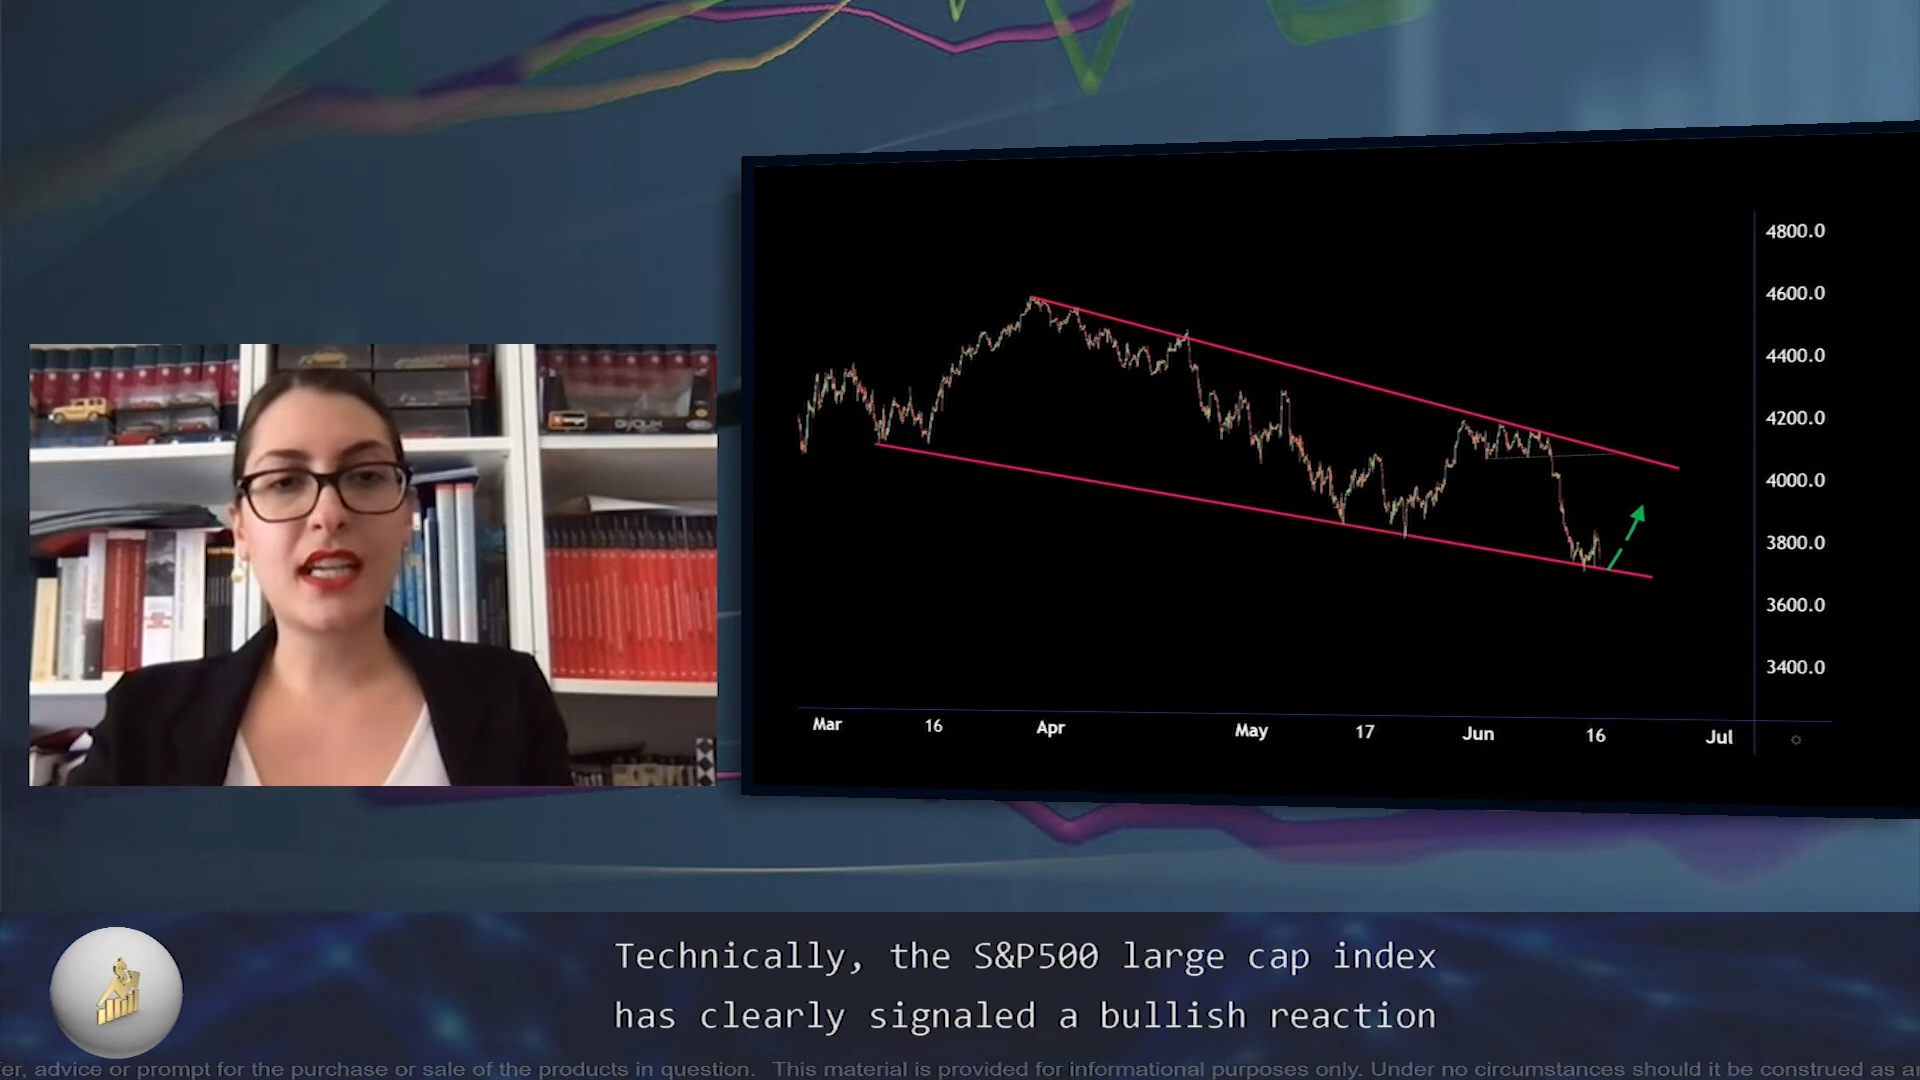 4800.0
4600.0
4400.0
4200.0
4000.0
3800.0
3600.0
3400.0
Mar 16 Apr May 17 Jun 16 Jul
Technically, the S&P500 large cap index
has clearly signaled a bullish reaction
fer, advice or prompt for the purchase or sale of the products in question. This material is provided for informational purposes only. Under no circumstances should it be construed as an